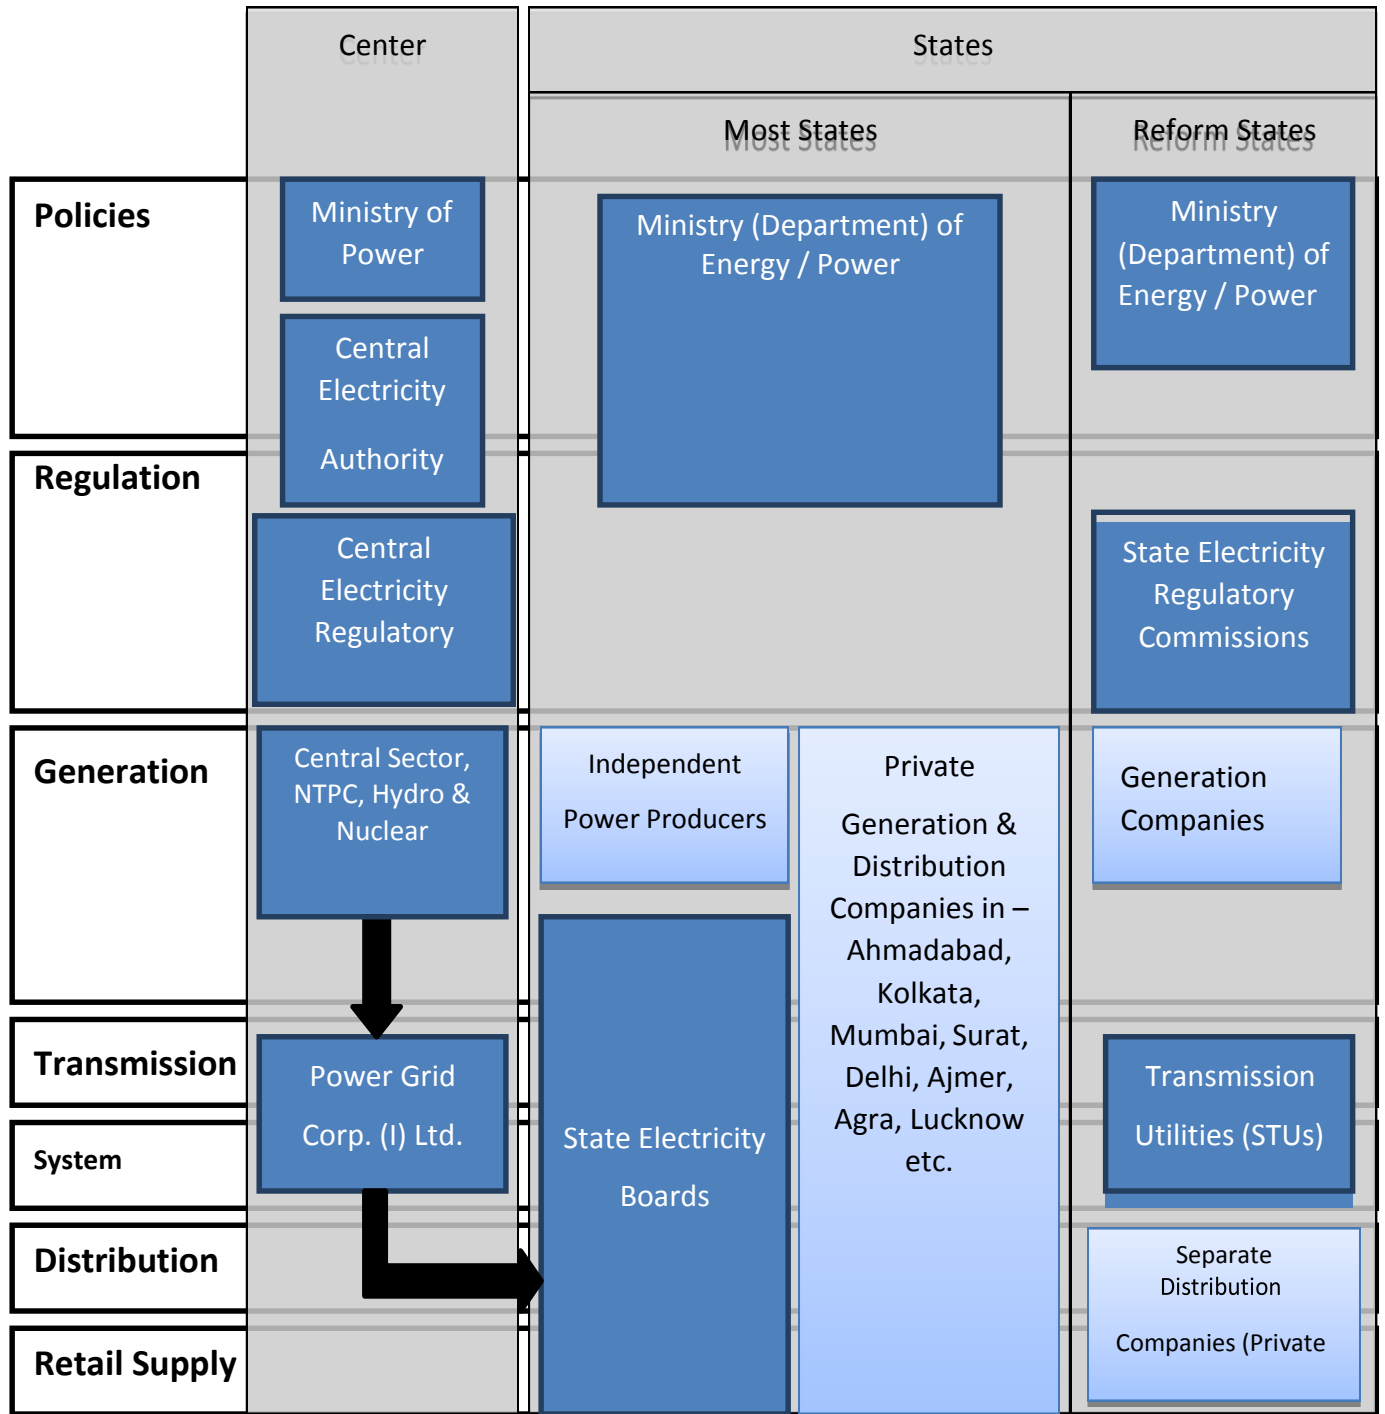 Center
States
Most States
Reform States
Policies
Ministry of
Power
Ministry (Department) of
Energy / Power
Ministry
(Department) of
Energy / Power
Central
Electricity
Authority
Regulation
Central
Electricity
Regulatory
State Electricity
Regulatory
Commissions
Generation
Central Sector,
NTPC, Hydro &
Nuclear
Independent
Power Producers
Private
Generation &
Distribution
Companies in –
Ahmadabad,
Kolkata,
Mumbai, Surat,
Delhi, Ajmer,
Agra, Lucknow
etc.
Generation
Companies
Transmission
Power Grid
Corp. (I) Ltd.
State Electricity
Boards
Transmission
Utilities (STUs)
System
Distribution
Separate
Distribution
Companies (Private
Retail Supply